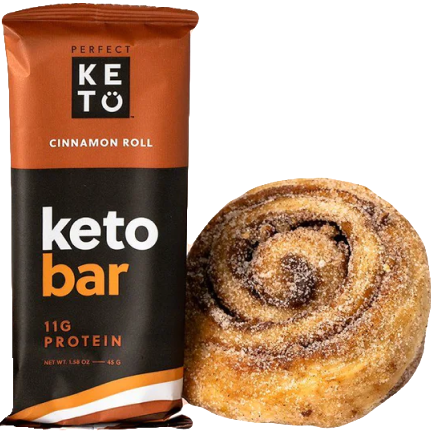 PERFECT
KE
TO
CINNAMON ROLL
keto
bar
11G
PROTEIN
NET WT. 1.58 OZ — 45 G